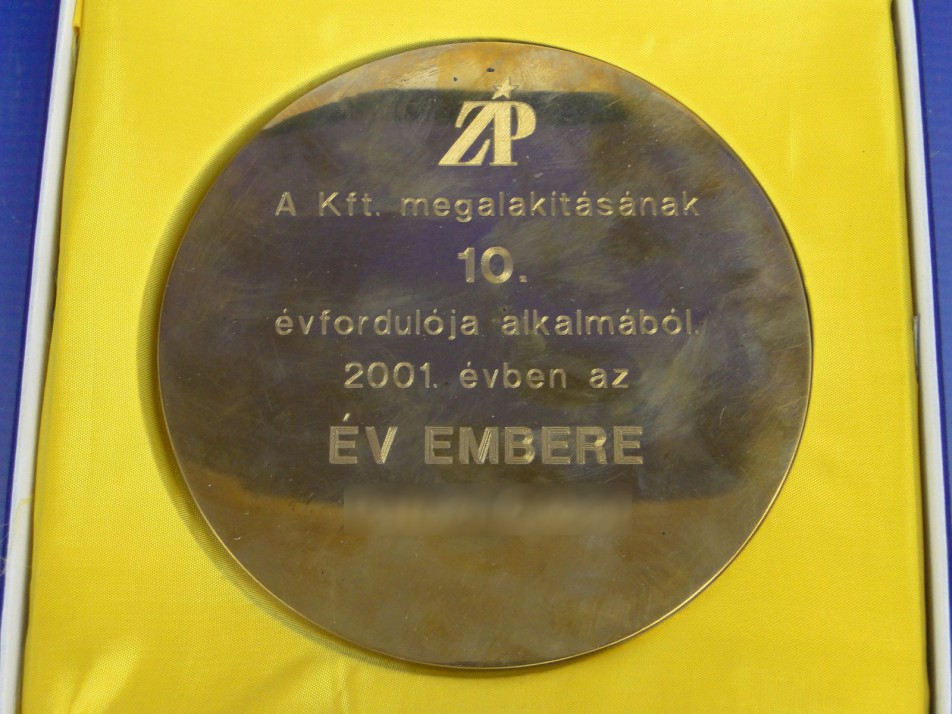 ZP
A Kft. megalakításának
10.
évfordulója alkalmából.
2001. évben az
ÉV EMBERE